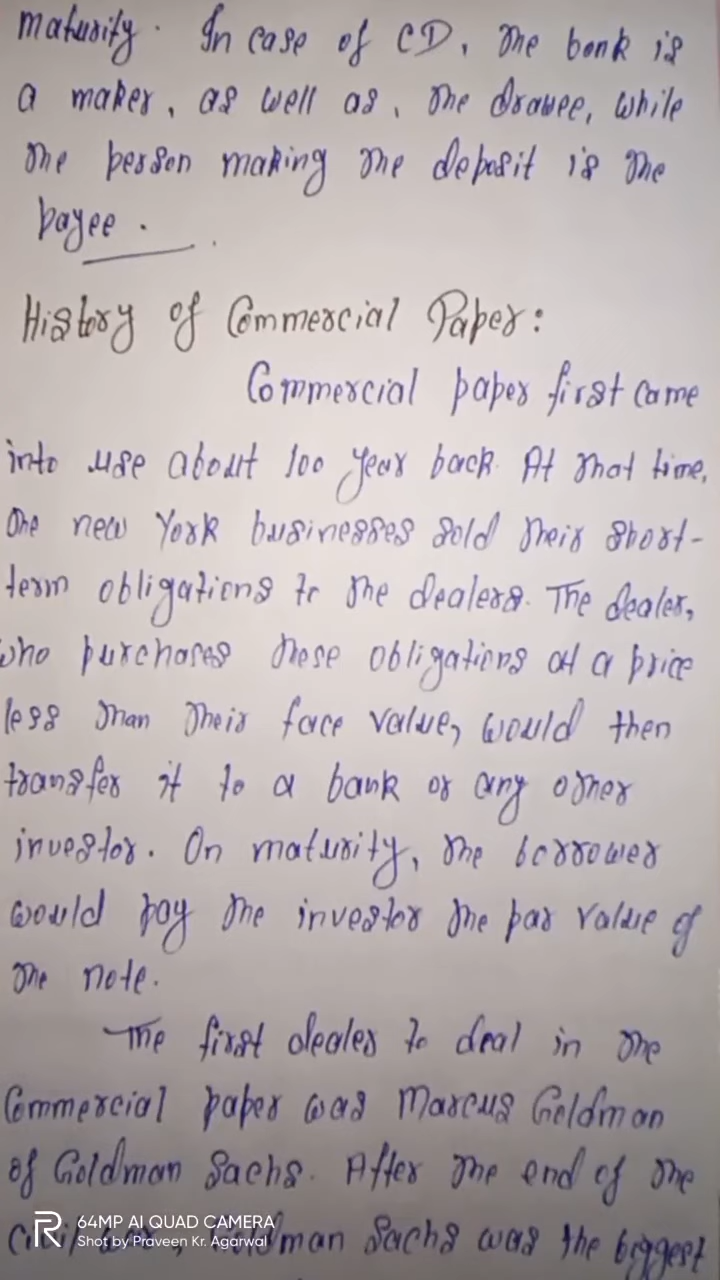 maturity. In case of CD, the bank is
a maker, as well as, the drawee, while
the person making the deposit is the
payee.
History of Commercial Paper:
Commercial paper first came
into use about 100 year back. At that time,
the new York businesses sold their short-
term obligations to the dealers. The dealer,
who purchases these obligations at a price
less than their face value, would then
transfer it to a bank or any other
investor. On maturity, the borrower
would pay the investor the par value of
the note.
The first dealer to deal in the
Commercial paper was Marcus Goldman
of Goldman Sachs. After the end of the
Goldman Sachs was the biggest
64MP AI QUAD CAMERA
Shot by Praveen Kr. Agarwal